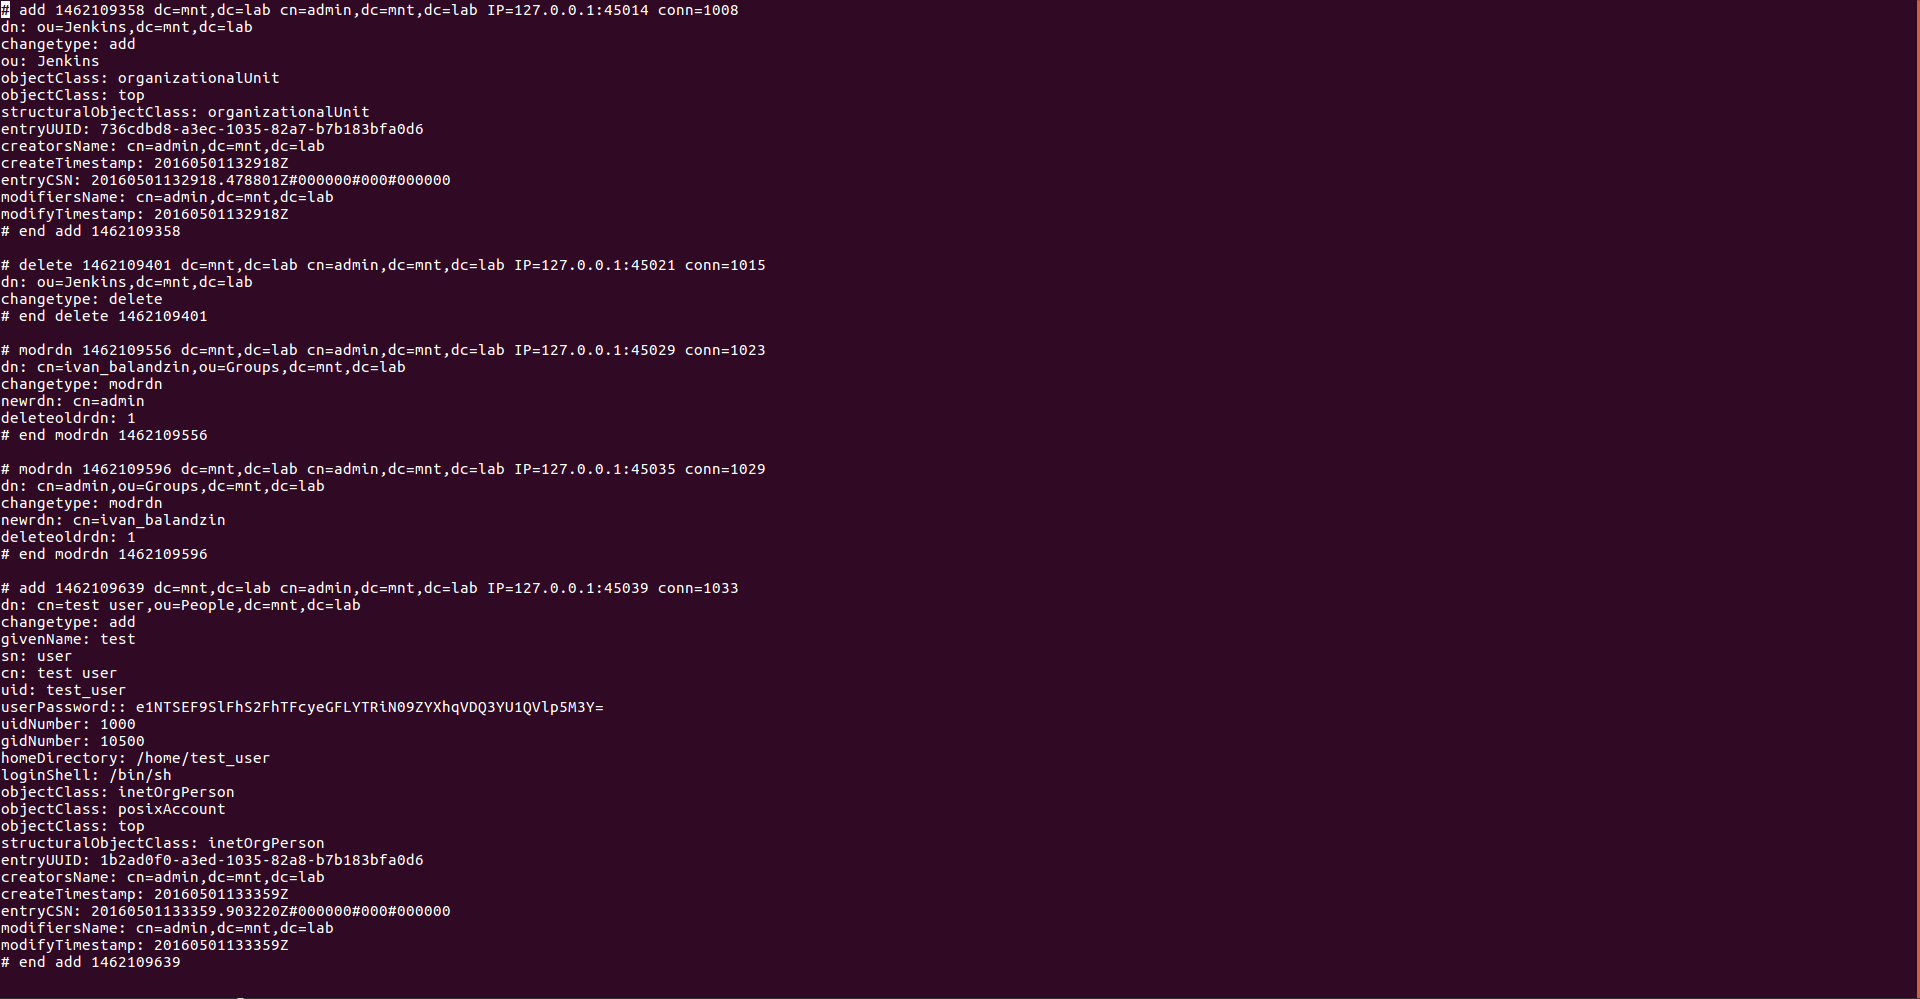 # add 1462109358 dc=mnt,dc=lab cn=admin,dc=mnt,dc=lab IP=127.0.0.1:45014 conn=1008
dn: ou=Jenkins,dc=mnt,dc=lab
changetype: add
ou: Jenkins
objectClass: organizationalUnit
objectClass: top
structuralObjectClass: organizationalUnit
entryUUID: 736cdbd8-a3ec-1035-82a7-b7b183bfa0d6
creatorsName: cn=admin,dc=mnt,dc=lab
createTimestamp: 20160501132918Z
entryCSN: 20160501132918.478801Z#000000#000#000000
modifiersName: cn=admin,dc=mnt,dc=lab
modifyTimestamp: 20160501132918Z
# end add 1462109358

# delete 1462109401 dc=mnt,dc=lab cn=admin,dc=mnt,dc=lab IP=127.0.0.1:45021 conn=1015
dn: ou=Jenkins,dc=mnt,dc=lab
changetype: delete
# end delete 1462109401

# modrdn 1462109556 dc=mnt,dc=lab cn=admin,dc=mnt,dc=lab IP=127.0.0.1:45029 conn=1023
dn: cn=ivan_balandzin,ou=Groups,dc=mnt,dc=lab
changetype: modrdn
newrdn: cn=admin
deleteoldrdn: 1
# end modrdn 1462109556

# modrdn 1462109596 dc=mnt,dc=lab cn=admin,dc=mnt,dc=lab IP=127.0.0.1:45035 conn=1029
dn: cn=admin,ou=Groups,dc=mnt,dc=lab
changetype: modrdn
newrdn: cn=ivan_balandzin
deleteoldrdn: 1
# end modrdn 1462109596

# add 1462109639 dc=mnt,dc=lab cn=admin,dc=mnt,dc=lab IP=127.0.0.1:45039 conn=1033
dn: cn=test user,ou=People,dc=mnt,dc=lab
changetype: add
givenName: test
sn: user
cn: test user
uid: test_user
userPassword:: e1NTSEF9SlFhS2FhTFcyeGFLYTRiN09ZYXhqVDQ3YU1QVlp5M3Y=
uidNumber: 1000
gidNumber: 10500
homeDirectory: /home/test_user
loginShell: /bin/sh
objectClass: inetOrgPerson
objectClass: posixAccount
objectClass: top
structuralObjectClass: inetOrgPerson
entryUUID: 1b2ad0f0-a3ed-1035-82a8-b7b183bfa0d6
creatorsName: cn=admin,dc=mnt,dc=lab
createTimestamp: 20160501133359Z
entryCSN: 20160501133359.903220Z#000000#000#000000
modifiersName: cn=admin,dc=mnt,dc=lab
modifyTimestamp: 20160501133359Z
# end add 1462109639